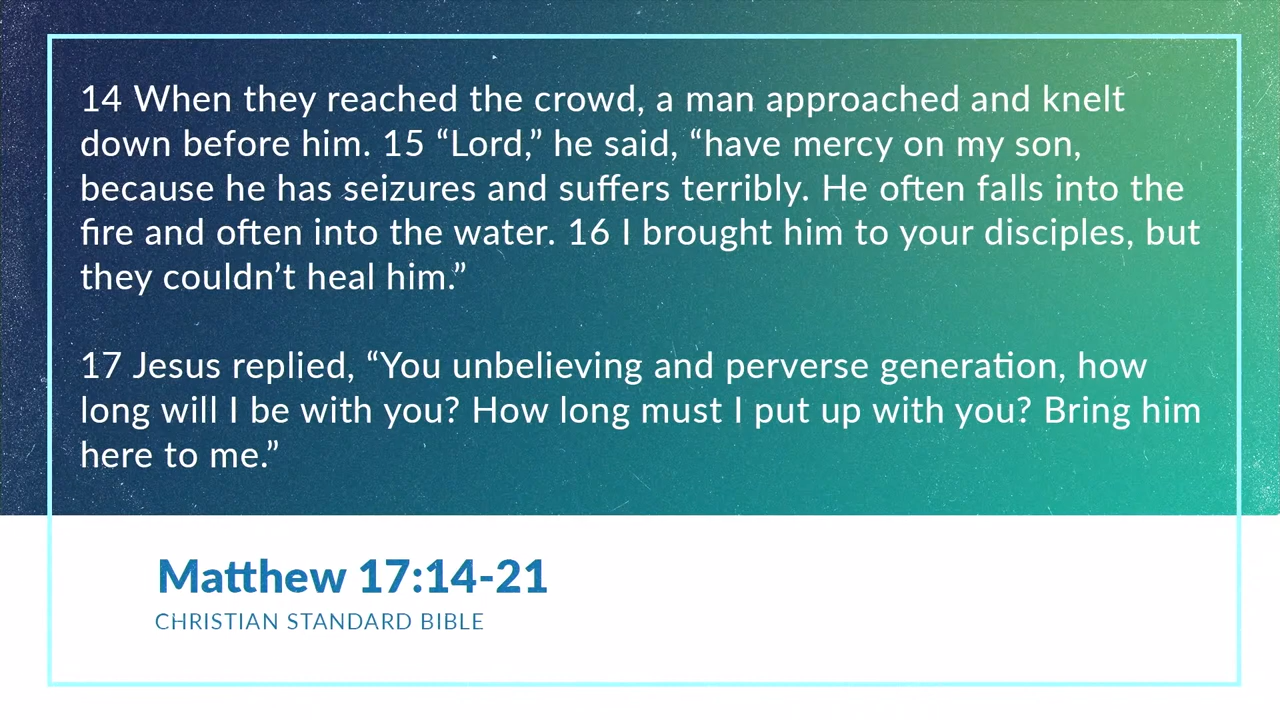 14 When they reached the crowd, a man approached and knelt
down before him. 15 “Lord,” he said, “have mercy on my son,
because he has seizures and suffers terribly. He often falls into the
fire and often into the water. 16 I brought him to your disciples, but
they couldn’t heal him.”
17 Jesus replied, “You unbelieving and perverse generation, how
long will I be with you? How long must I put up with you? Bring him
here to me.”
Matthew 17:14-21
CHRISTIAN STANDARD BIBLE